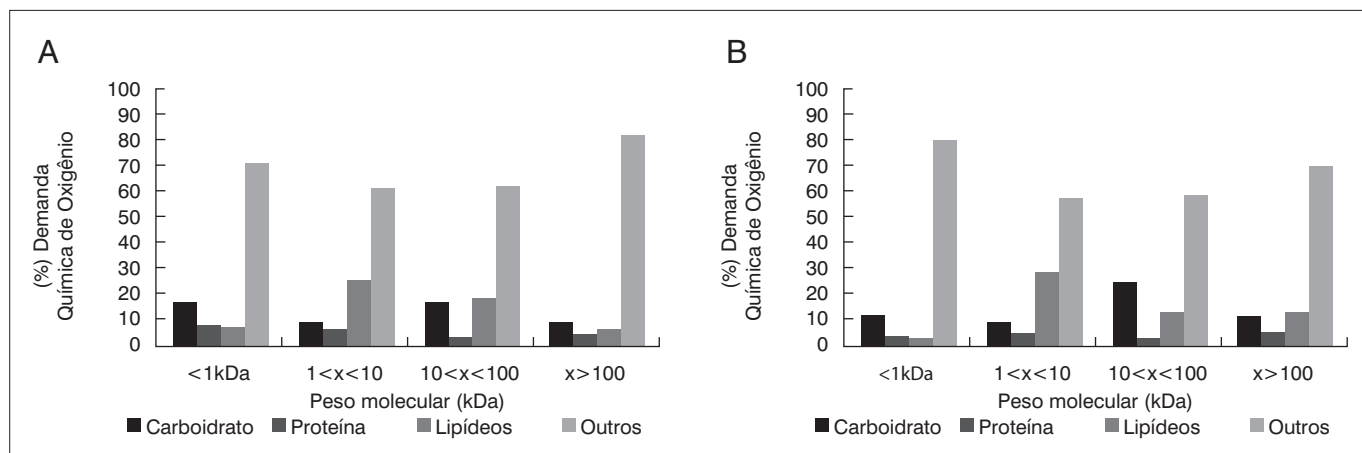 A
(%) Demanda
Química de Oxigênio
100
90
80
70
60
50
40
30
20
10
0
<1kDa 1<x<10 10<x<100 x>100
Peso molecular (kDa)
Carboidrato Proteína Lipídeos Outros
B
(%) Demanda
Química de Oxigênio
100
90
80
70
60
50
40
30
20
10
0
<1kDa 1<x<10 10<x<100 x>100
Peso molecular (kDa)
Carboidrato Proteína Lipídeos Outros